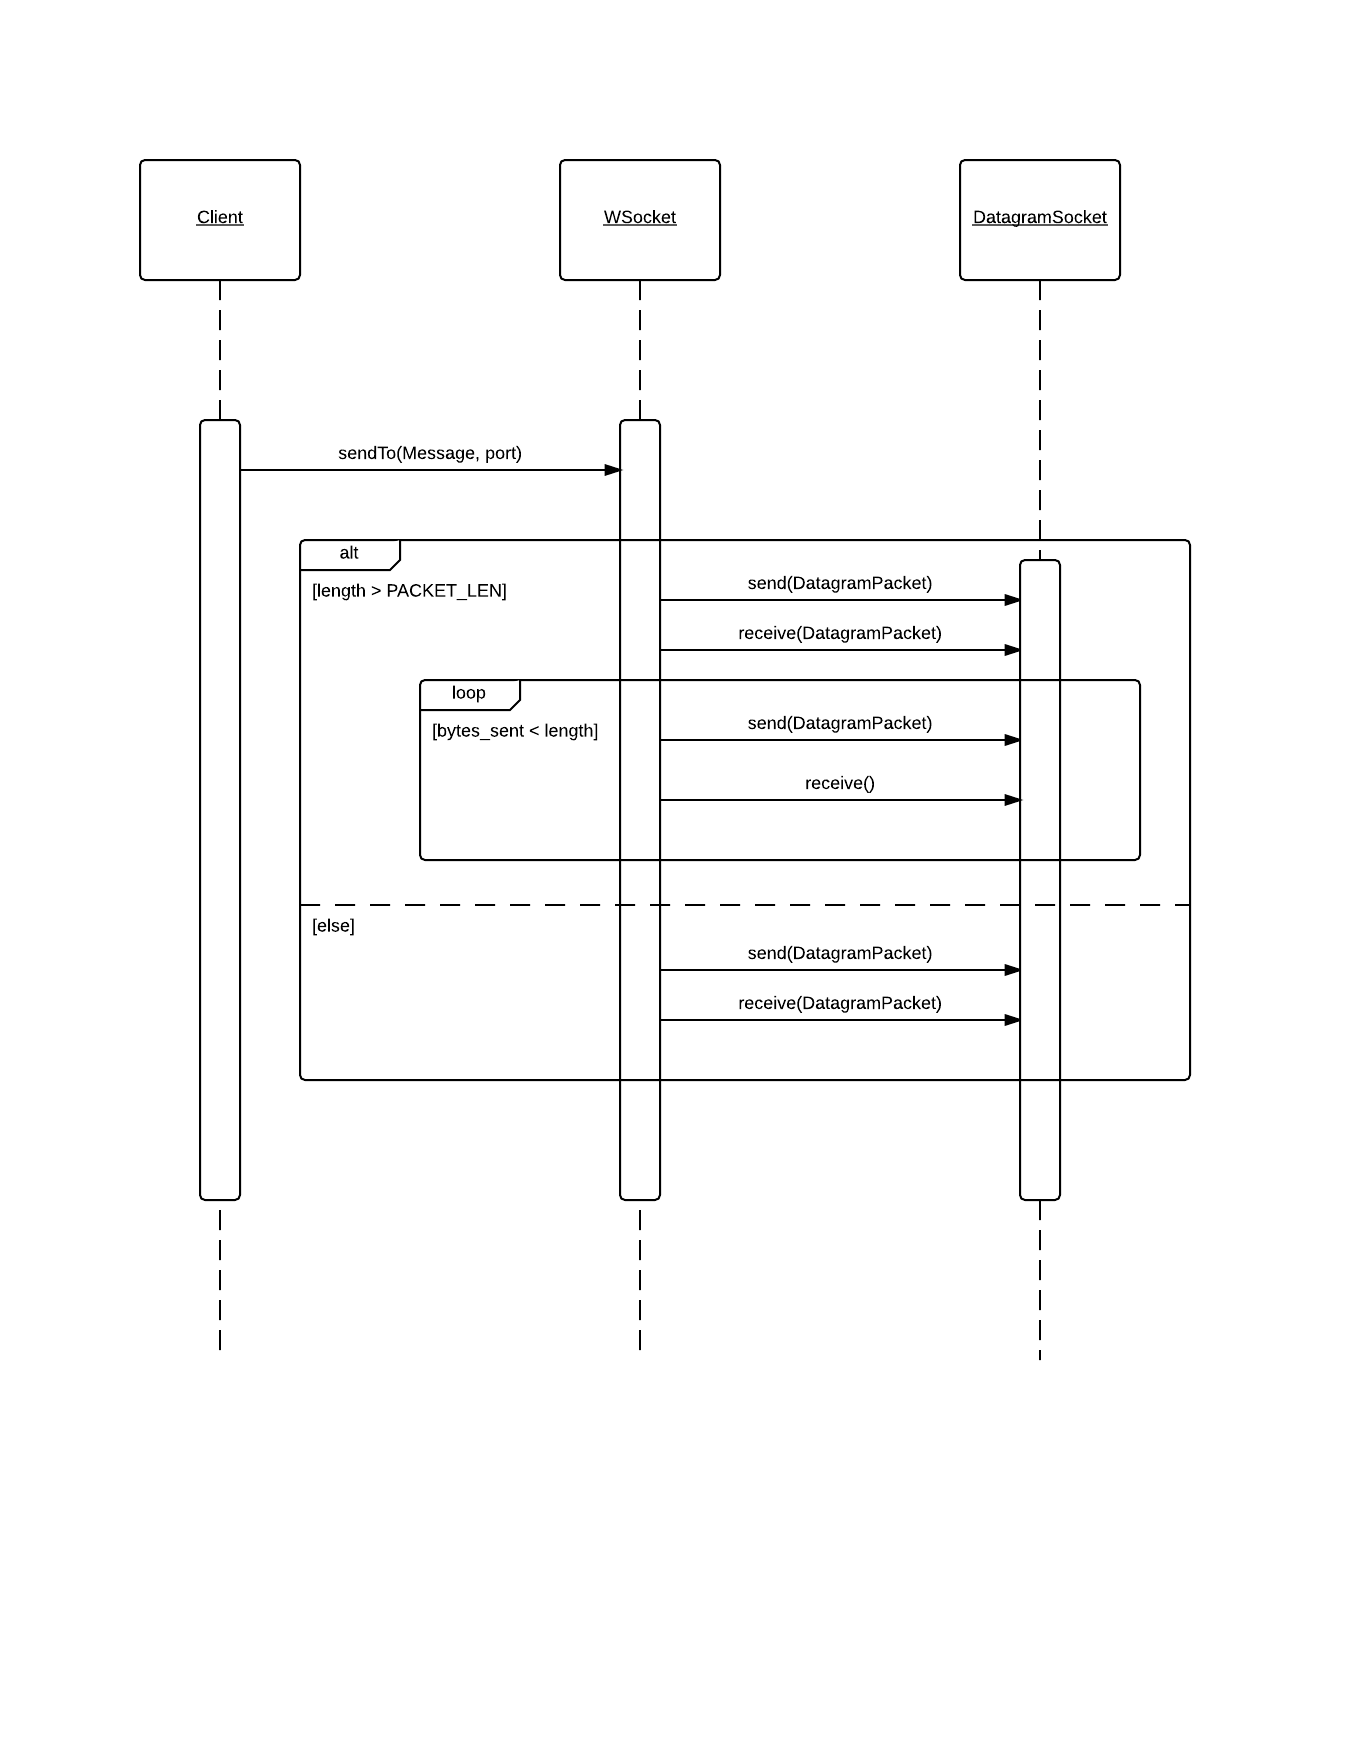 Client
WSocket
DatagramSocket
sendTo(Message, port)
alt
[length > PACKET_LEN]
send(DatagramPacket)
receive(DatagramPacket)
loop
[bytes_sent < length]
send(DatagramPacket)
receive()
[else]
send(DatagramPacket)
receive(DatagramPacket)